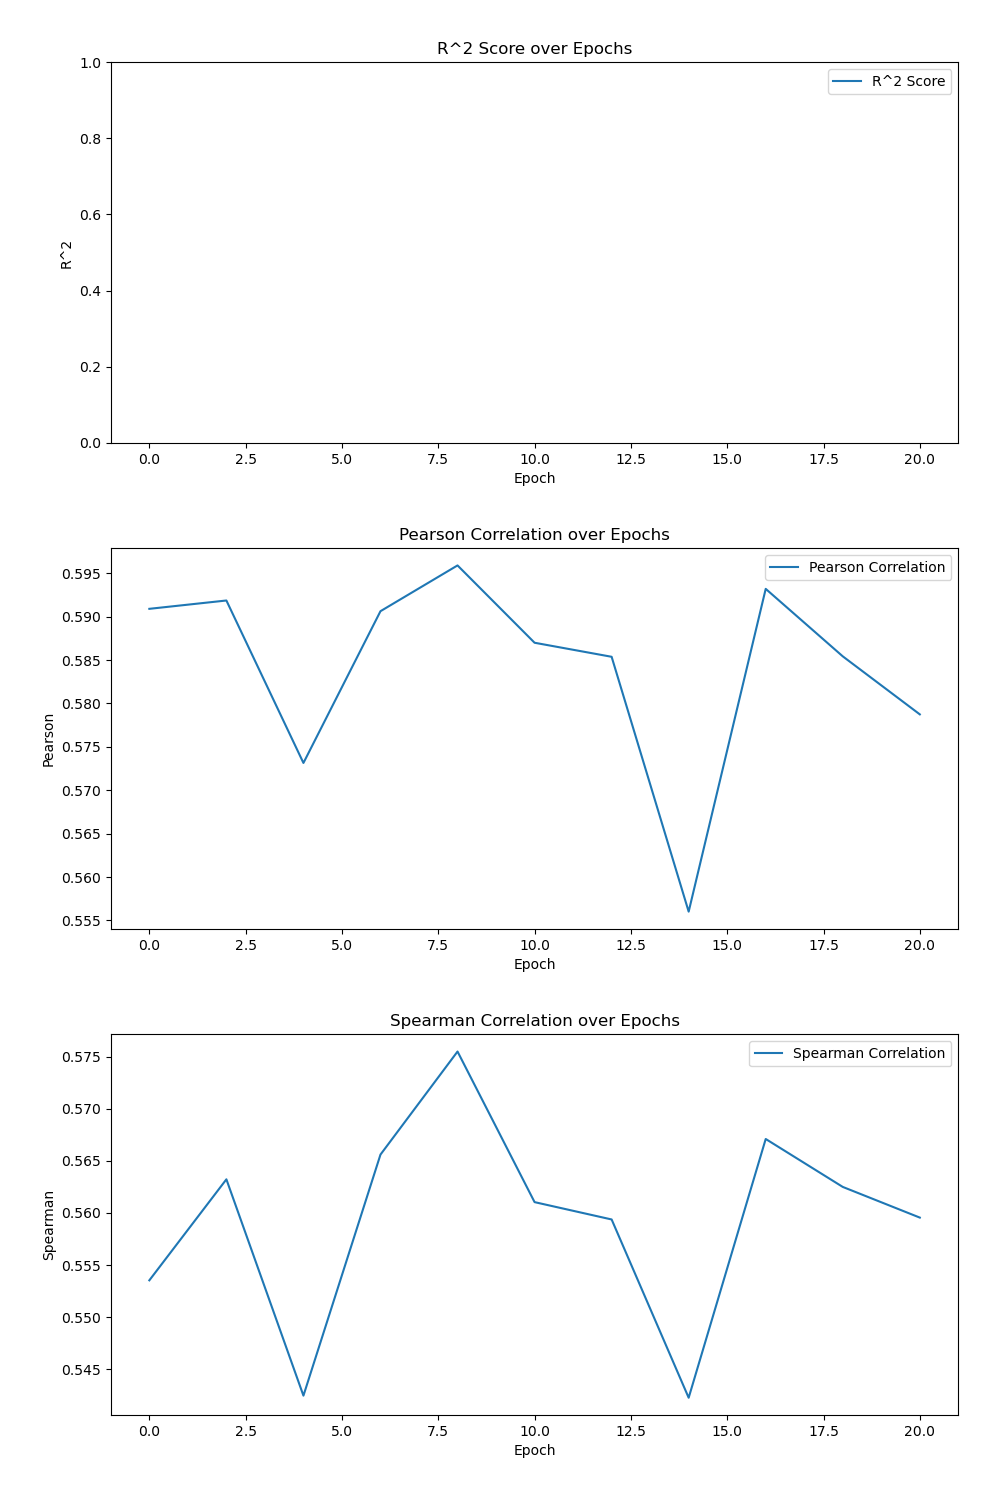 R^2 Score over Epochs
R^2 Score
1.0
0.8
0.6
0.4
0.2
0.0
R^2
0.0 2.5 5.0 7.5 10.0 12.5 15.0 17.5 20.0
Epoch
Pearson Correlation over Epochs
Pearson Correlation
0.595
0.590
0.585
0.580
0.575
0.570
0.565
0.560
0.555
Pearson
0.0 2.5 5.0 7.5 10.0 12.5 15.0 17.5 20.0
Epoch
Spearman Correlation over Epochs
Spearman Correlation
0.575
0.570
0.565
0.560
0.555
0.550
0.545
Spearman
0.0 2.5 5.0 7.5 10.0 12.5 15.0 17.5 20.0
Epoch